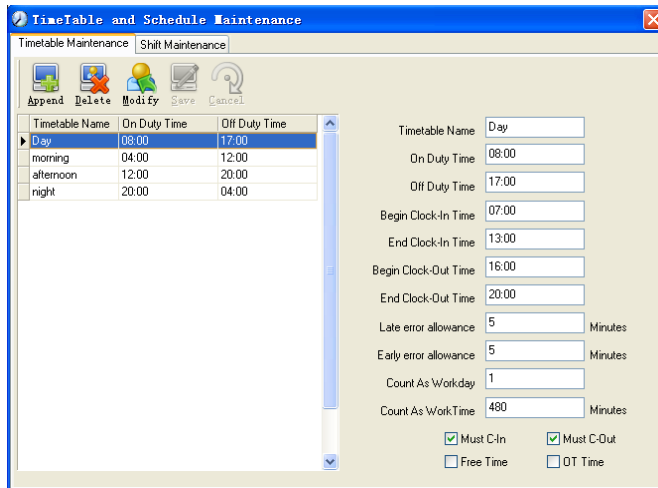 TimeTable and Schedule Maintenance
Timetable Maintenance Shift Maintenance
Append Delete Modify Save Cancel
Timetable Name On Duty Time Off Duty Time
Day 08:00 17:00
morning 04:00 12:00
afternoon 12:00 20:00
night 20:00 04:00
Timetable Name Day
On Duty Time 08:00
Off Duty Time 17:00
Begin Clock-In Time 07:00
End Clock-In Time 13:00
Begin Clock-Out Time 16:00
End Clock-Out Time 20:00
Late error allowance 5 Minutes
Early error allowance 5 Minutes
Count As Workday 1
Count As WorkTime 480 Minutes
Must C-In Must C-Out
Free Time OT Time